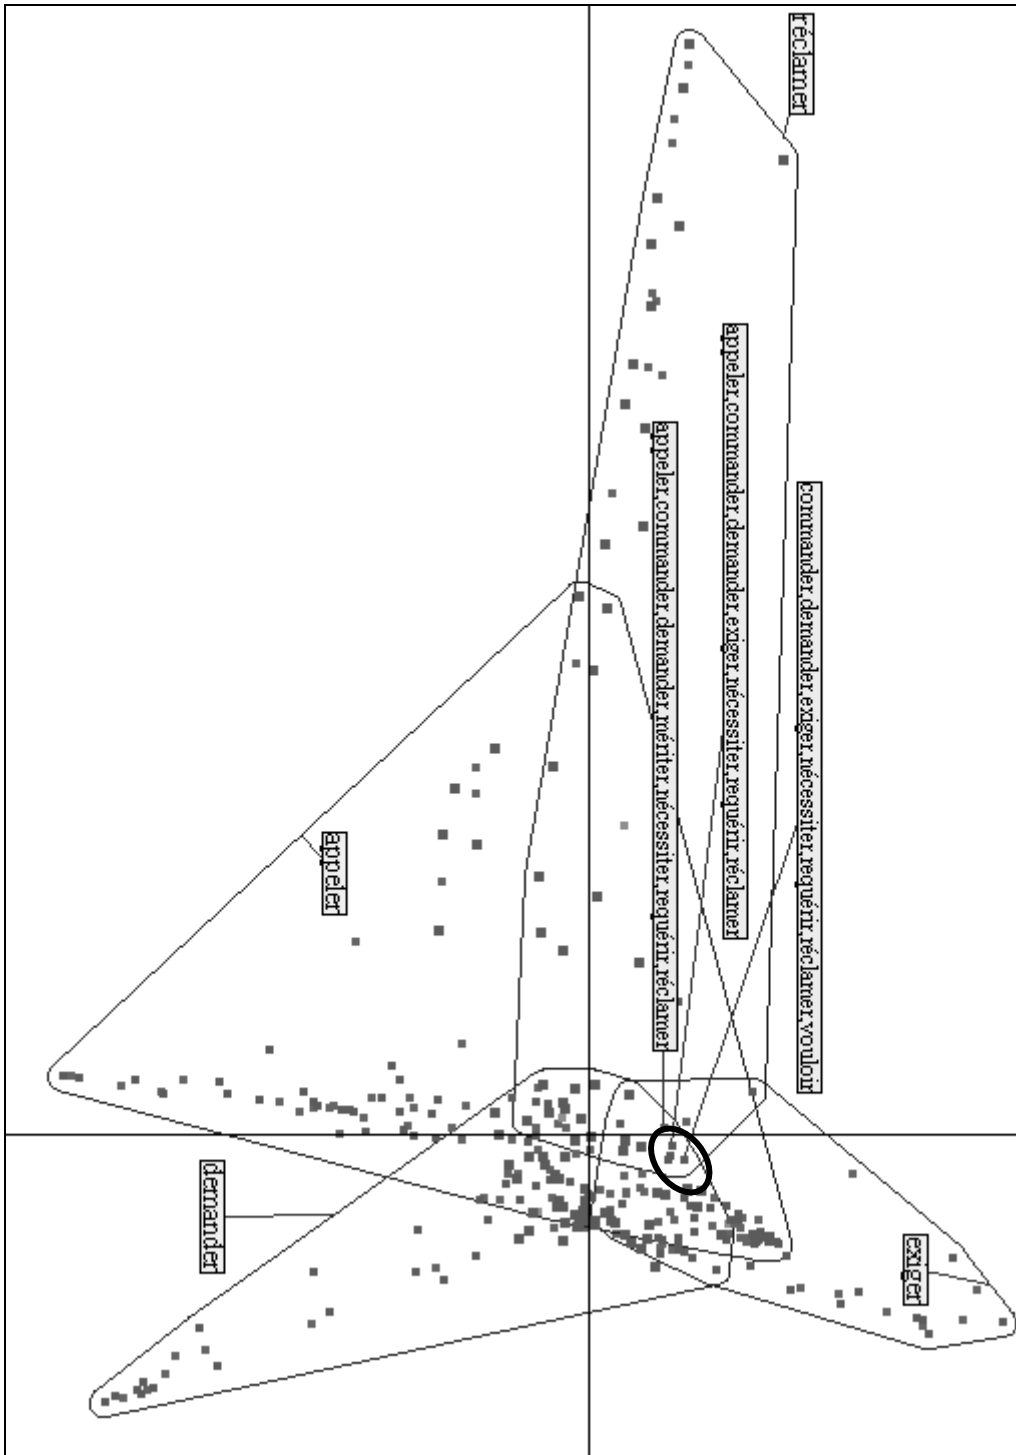 réclamer
appeler,commander,demander,exiger,nécessiter,requérir,réclamer
appeler,commander,demander,mériter,nécessiter,requérir,réclamer
commander,demander,exiger,nécessiter,requérir,réclamer,vouloir
appeler
demander
exiger